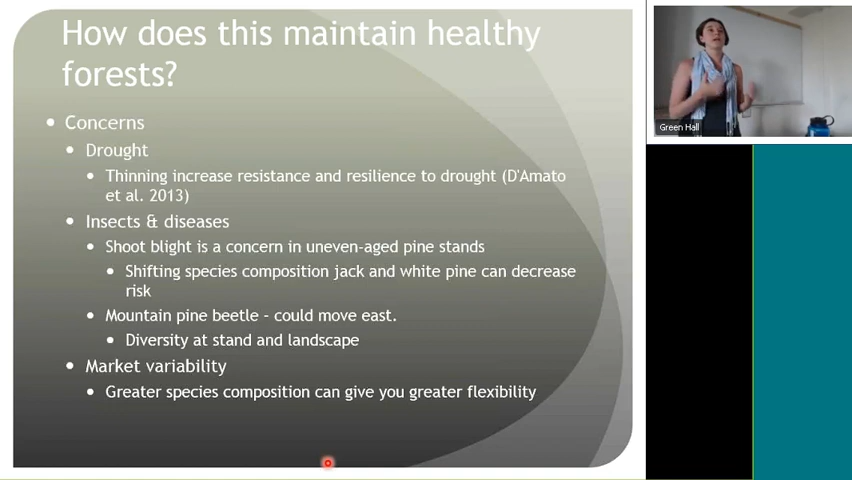 How does this maintain healthy
forests?
Concerns
Drought
Thinning increase resistance and resilience to drought (D'Amato
et al. 2013)
Insects & diseases
Shoot blight is a concern in uneven-aged pine stands
Shifting species composition jack and white pine can decrease
risk
Mountain pine beetle - could move east.
Diversity at stand and landscape
Market variability
Greater species composition can give you greater flexibility
Green Hall